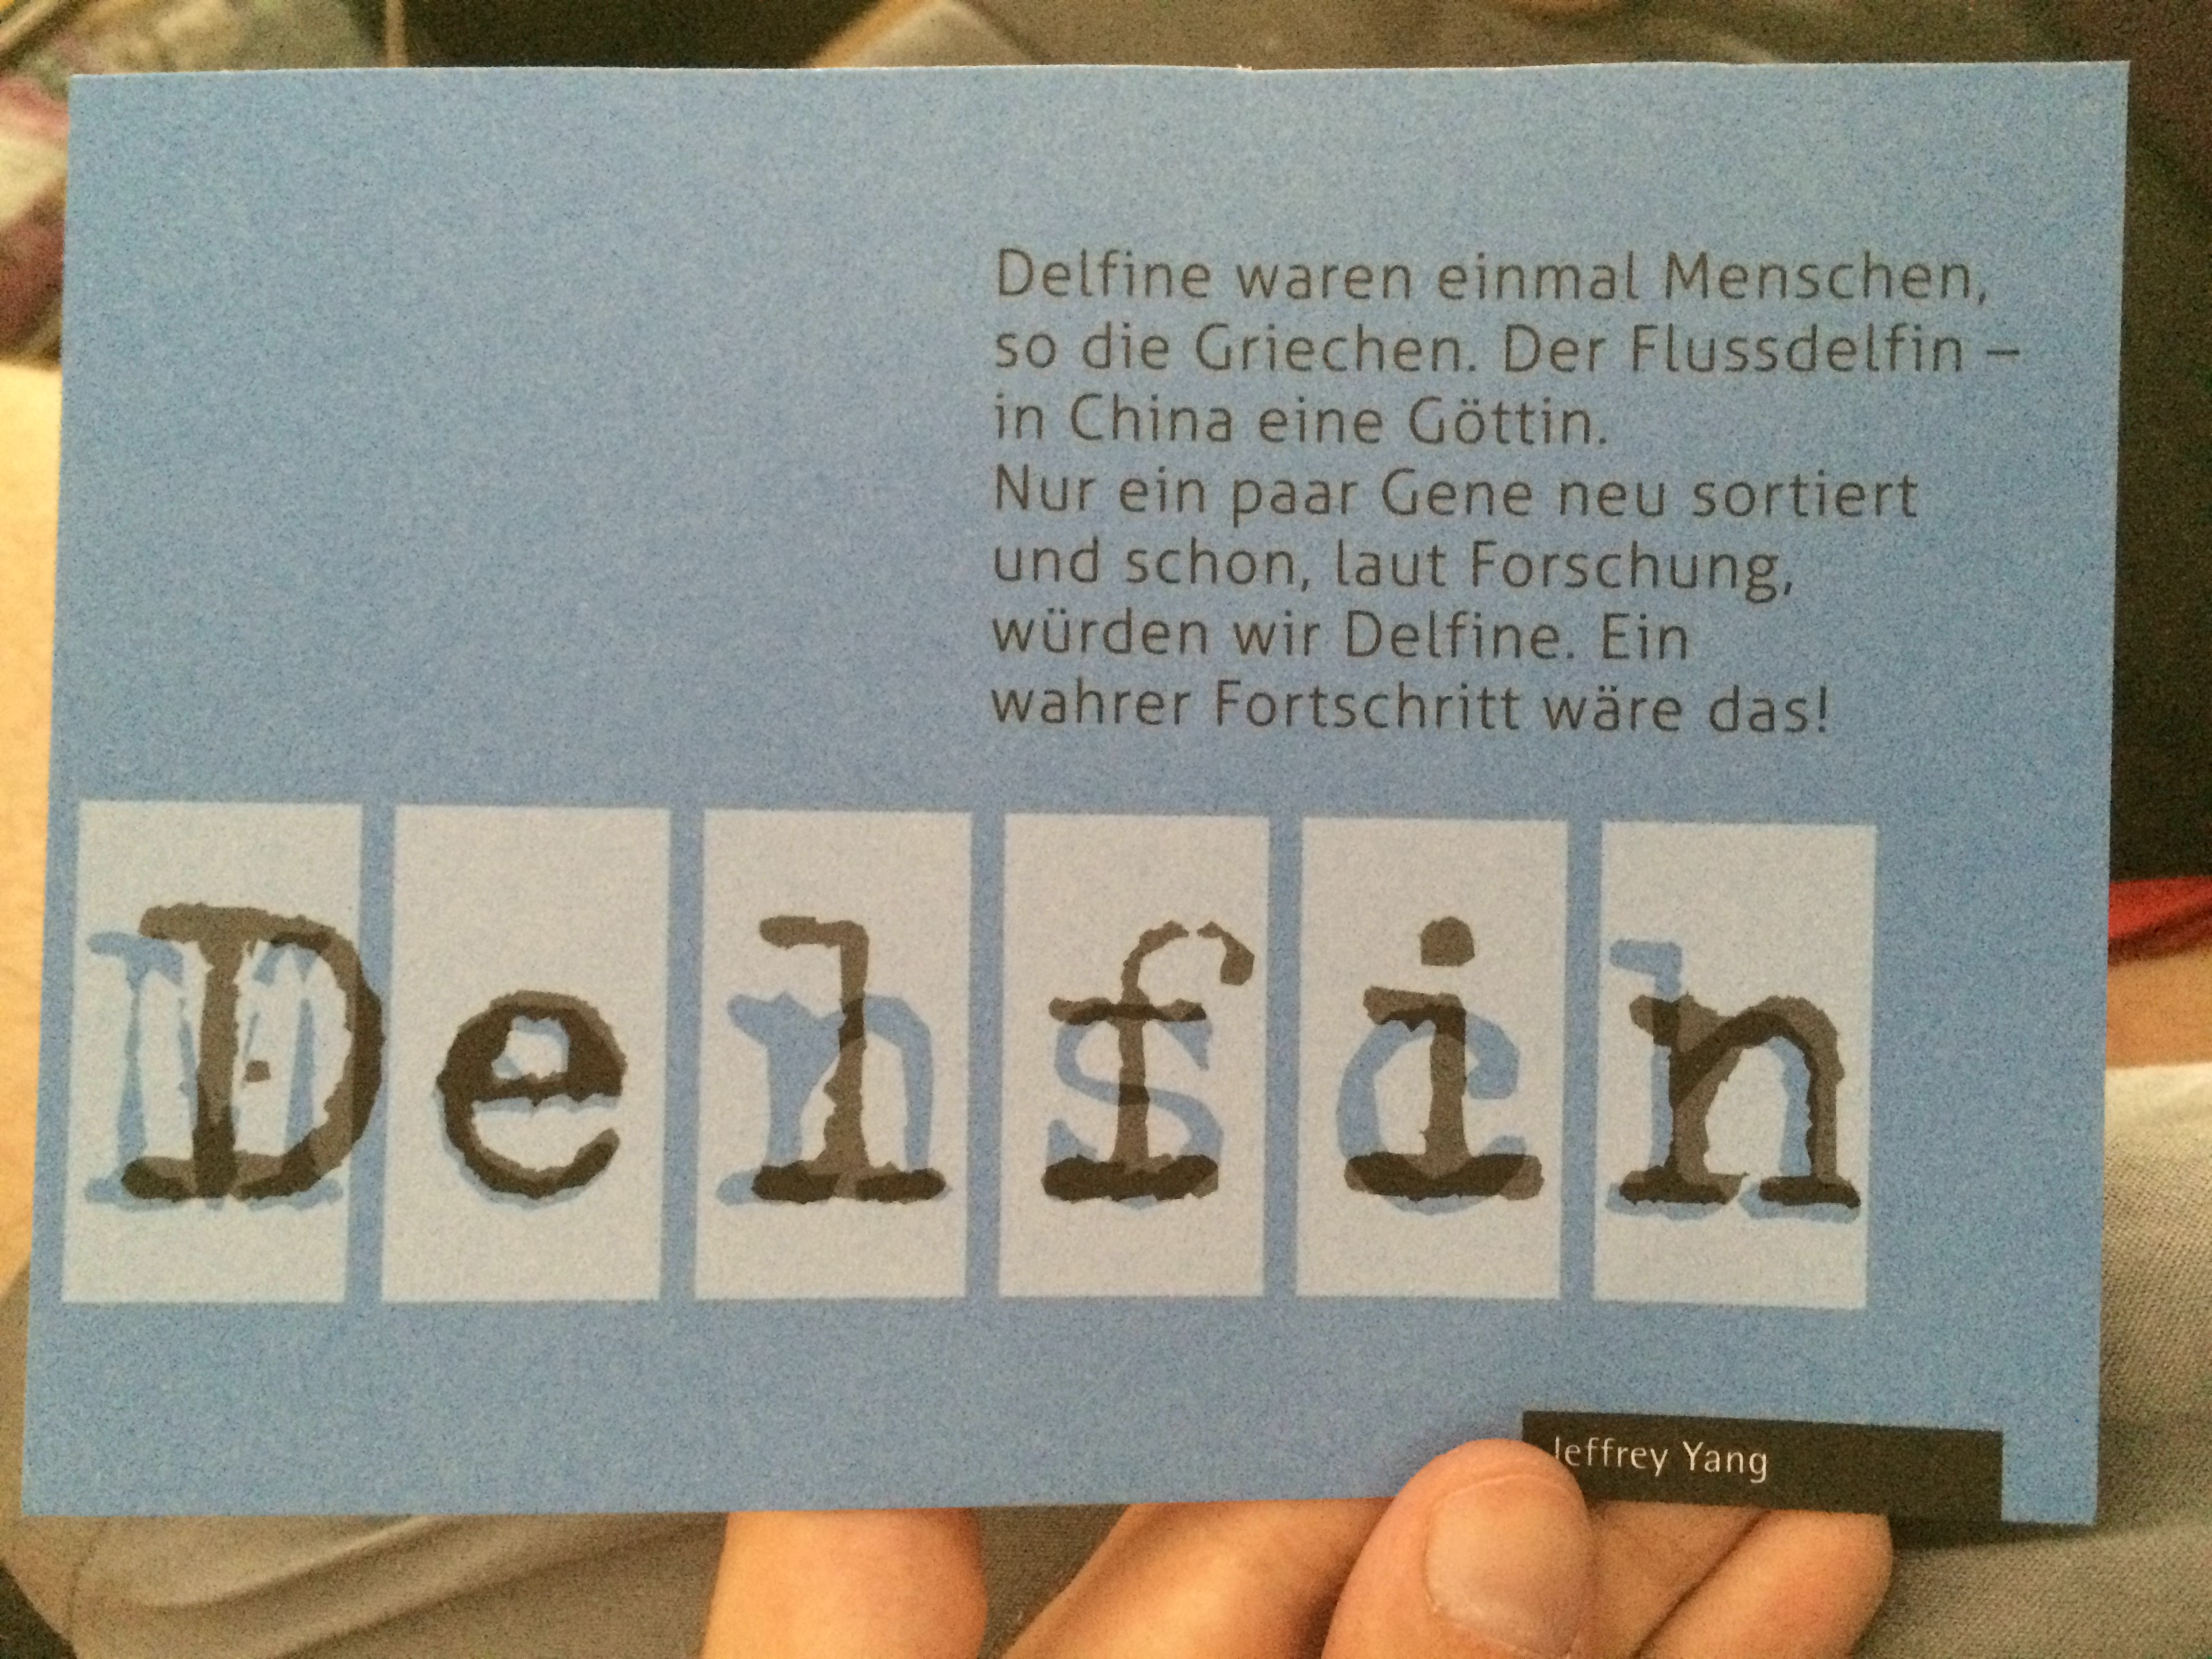 Delfine waren einmal Menschen,
so die Griechen. Der Flussdelfin –
in China eine Göttin.
Nur ein paar Gene neu sortiert
und schon, laut Forschung,
würden wir Delfine. Ein
wahrer Fortschritt wäre das!
Delfin
Mensch
Jeffrey Yang